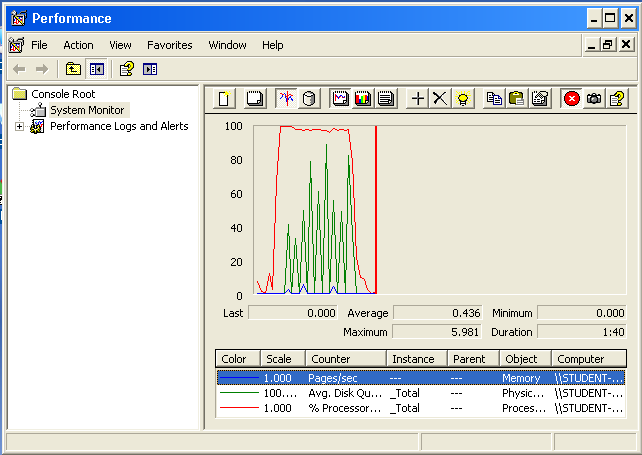 Performance
File Action View Favorites Window Help
Console Root
System Monitor
Performance Logs and Alerts
100
80
60
40
20
0
Last 0.000 Average 0.436 Minimum 0.000
Maximum 5.981 Duration 1:40
Color Scale Counter Instance Parent Object Computer
1.000 Pages/sec --- --- Memory \\STUDENT-...
100.... Avg. Disk Qu... _Total --- Physic... \\STUDENT-...
1.000 % Processor... _Total --- Proces... \\STUDENT-...